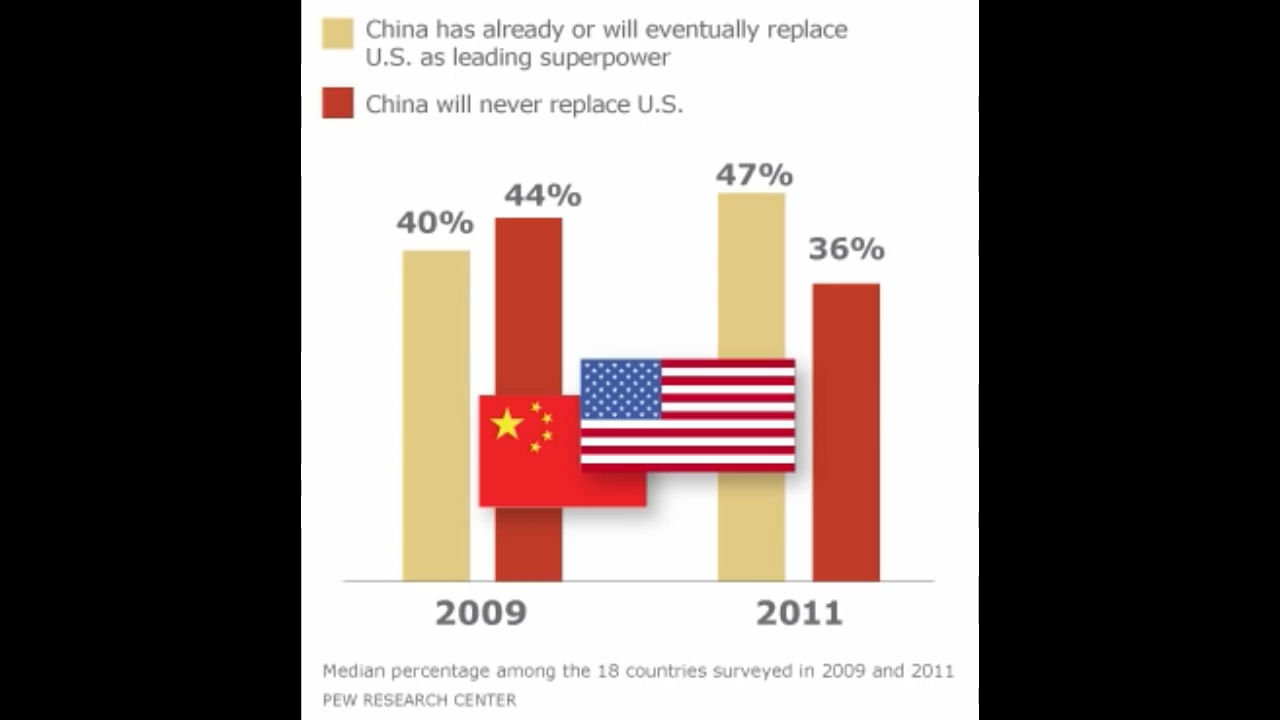 China has already or will eventually replace
U.S. as leading superpower
China will never replace U.S.
40%
44%
47%
36%
2009
2011
Median percentage among the 18 countries surveyed in 2009 and 2011
PEW RESEARCH CENTER